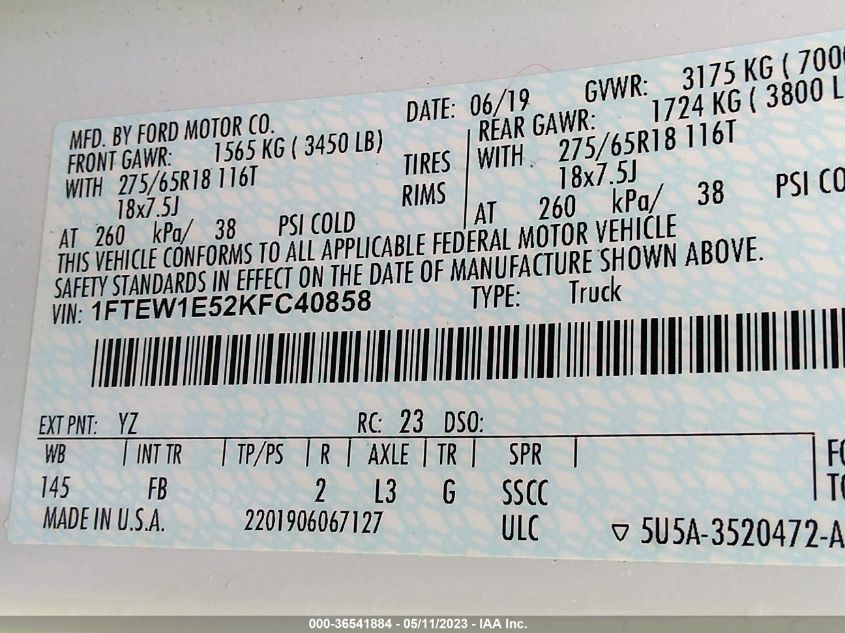 MFD. BY FORD MOTOR CO.
DATE: 06/19 GVWR: 3175 KG ( 7000
FRONT GAWR: 1565 KG ( 3450 LB)
REAR GAWR: 1724 KG ( 3800 L
WITH 275/65R18 116T TIRES WITH 275/65R18 116T
18x7.5J RIMS 18x7.5J
AT 260 kPa/ 38 PSI COLD AT 260 kPa/ 38 PSI CO
THIS VEHICLE CONFORMS TO ALL APPLICABLE FEDERAL MOTOR VEHICLE
SAFETY STANDARDS IN EFFECT ON THE DATE OF MANUFACTURE SHOWN ABOVE.
VIN: 1FTEW1E52KFC40858 TYPE: Truck
EXT PNT: YZ RC: 23 DSO:
WB INT TR TP/PS R AXLE TR SPR
145 FB 2 L3 G SSCC
MADE IN U.S.A. 2201906067127 ULC ▽ 5U5A-3520472-A
000-36541884 - 05/11/2023 - IAA Inc.